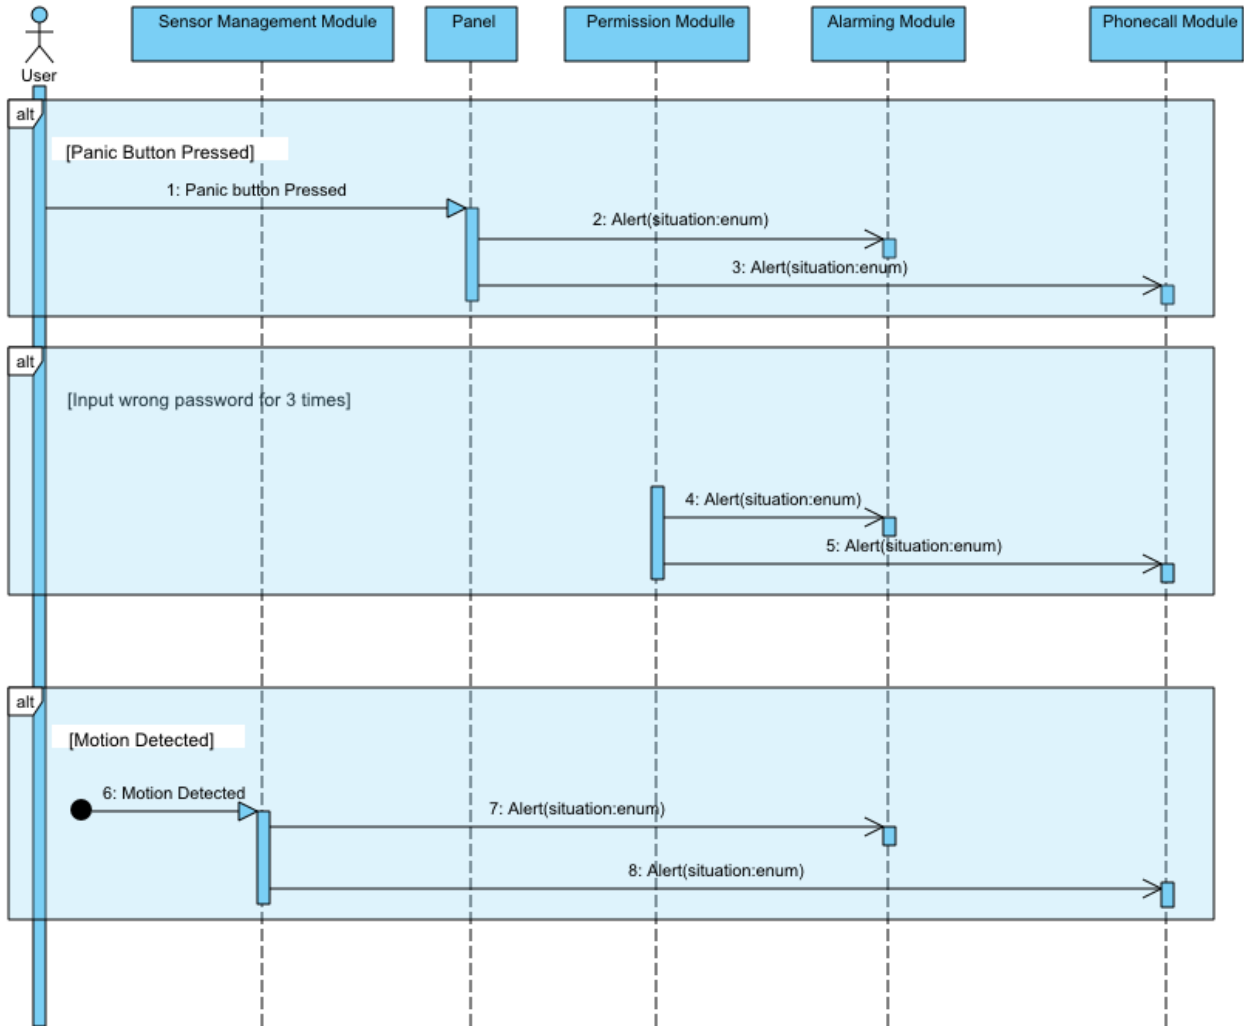 User
Sensor Management Module
Panel
Permission Modulle
Alarming Module
Phonecall Module
alt
[Panic Button Pressed]
1: Panic button Pressed
2: Alert(situation:enum)
3: Alert(situation:enum)
alt
[Input wrong password for 3 times]
4: Alert(situation:enum)
5: Alert(situation:enum)
alt
[Motion Detected]
6: Motion Detected
7: Alert(situation:enum)
8: Alert(situation:enum)